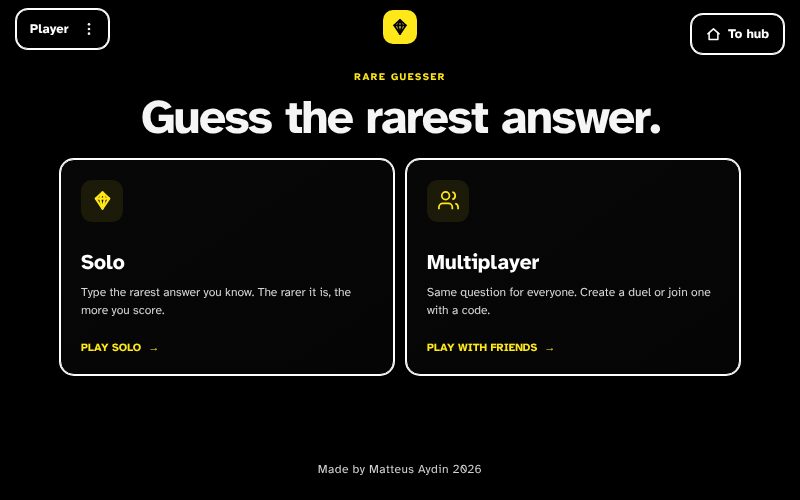 Player
To hub
RARE GUESSER
Guess the rarest answer.
Solo
Type the rarest answer you know. The rarer it is, the
more you score.
PLAY SOLO →
Multiplayer
Same question for everyone. Create a duel or join one
with a code.
PLAY WITH FRIENDS →
Made by Matteus Aydin 2026